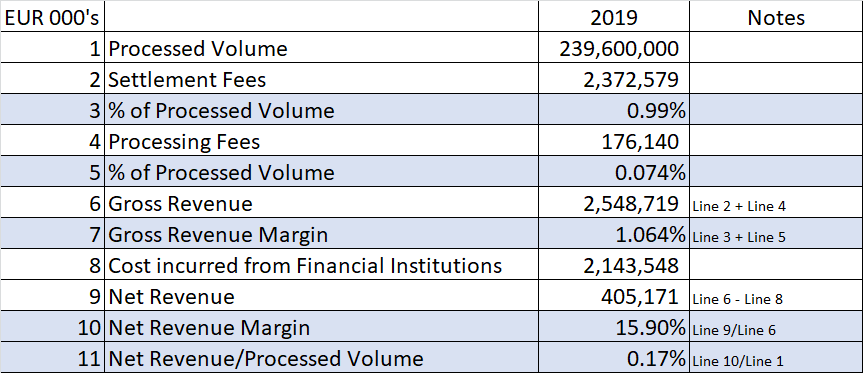 EUR 000's 2019 Notes
1 Processed Volume 239,600,000
2 Settlement Fees 2,372,579
3 % of Processed Volume 0.99%
4 Processing Fees 176,140
5 % of Processed Volume 0.074%
6 Gross Revenue 2,548,719 Line 2 + Line 4
7 Gross Revenue Margin 1.064% Line 3 + Line 5
8 Cost incurred from Financial Institutions 2,143,548
9 Net Revenue 405,171 Line 6 - Line 8
10 Net Revenue Margin 15.90% Line 9/Line 6
11 Net Revenue/Processed Volume 0.17% Line 10/Line 1